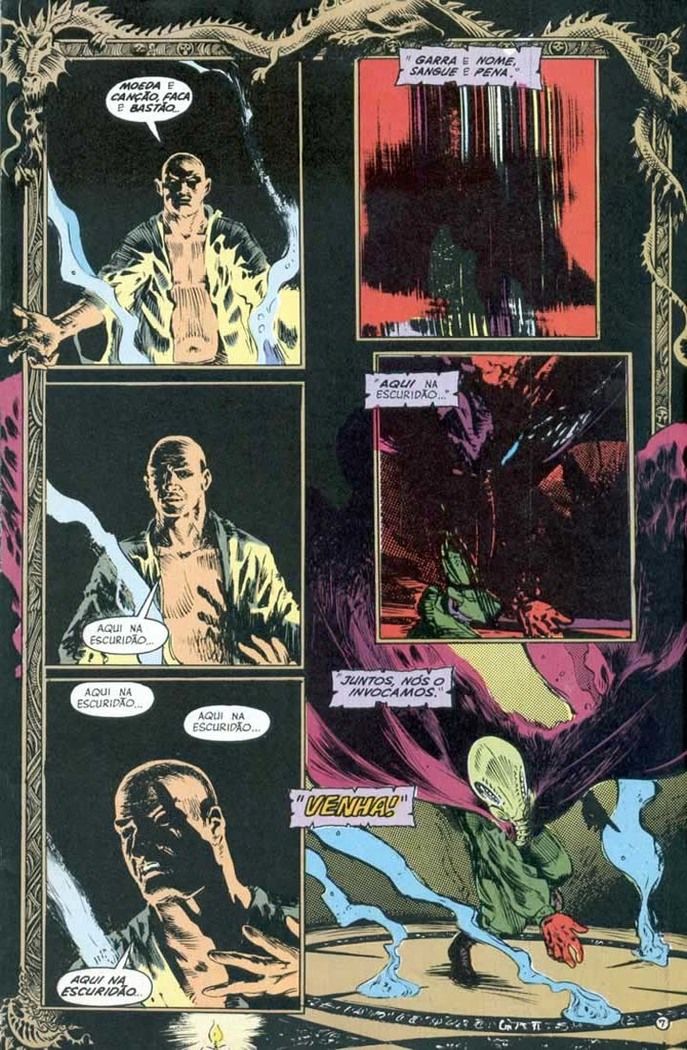 MOEDA E
CANÇÃO, FACA
E BASTÃO...
AQUI NA
ESCURIDÃO...
AQUI NA
ESCURIDÃO...
AQUI NA
ESCURIDÃO...
AQUI NA
ESCURIDÃO...
"GARRA E NOME,
SANGUE E PENA."
"AQUI NA
ESCURIDÃO..."
"JUNTOS, NÓS O
INVOCAMOS."
"VENHA!"
7